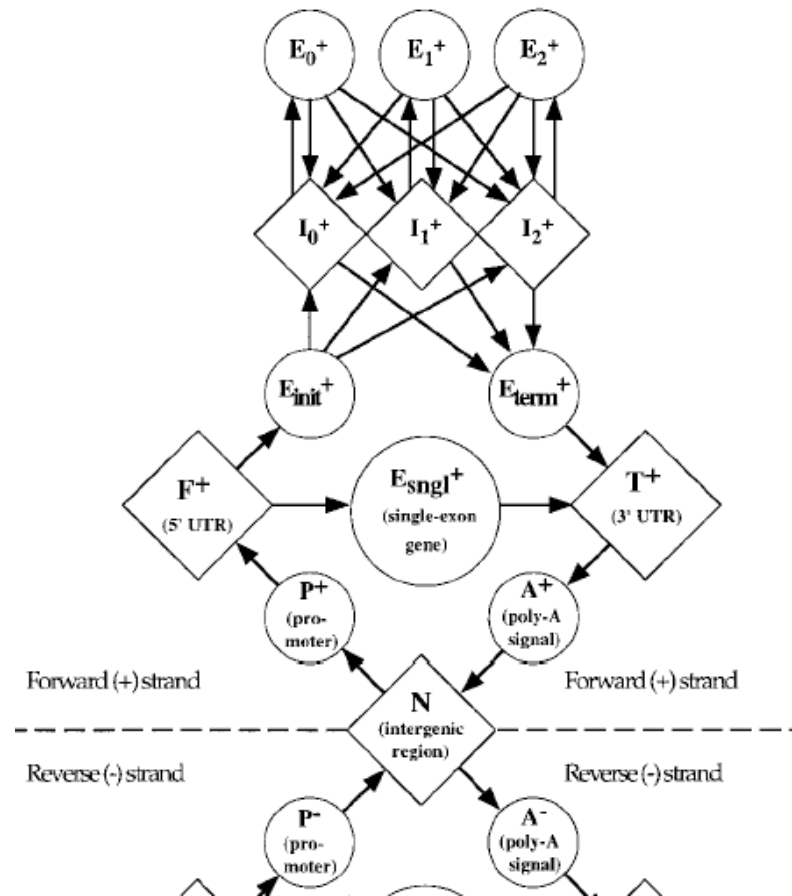 E0+ E1+ E2+
I0+ I1+ I2+
Einit+ Eterm+
F+
(5' UTR)
Esngl+
(single-exon
gene)
T+
(3' UTR)
P+
(pro-
moter)
A+
(poly-A
signal)
Forward (+) strand
Forward (+) strand
N
(intergenic
region)
Reverse (-) strand
Reverse (-) strand
P-
(pro-
moter)
A-
(poly-A
signal)